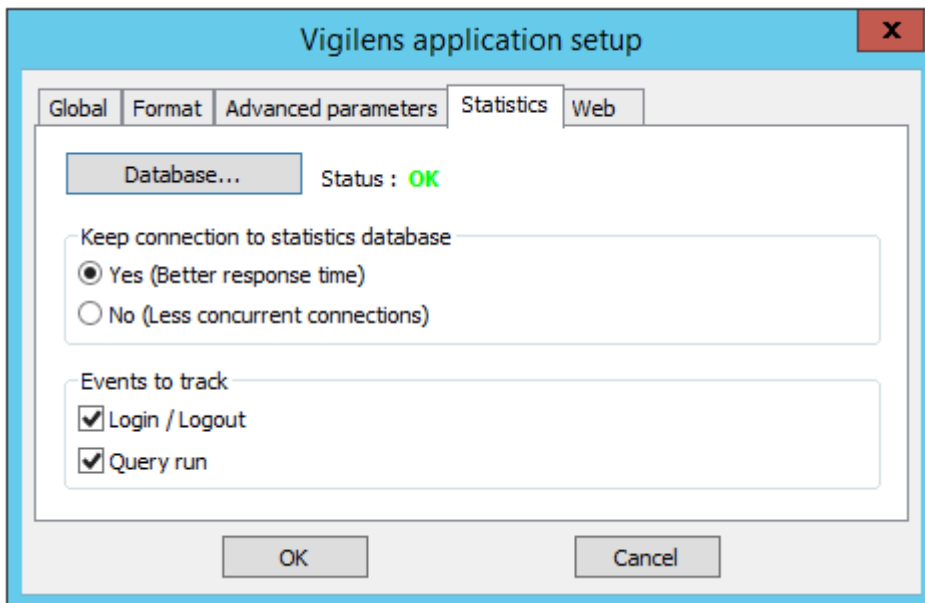 Vigilens application setup
x
Global Format Advanced parameters Statistics Web
Database... Status : OK
Keep connection to statistics database
Yes (Better response time)
No (Less concurrent connections)
Events to track
Login / Logout
Query run
OK Cancel